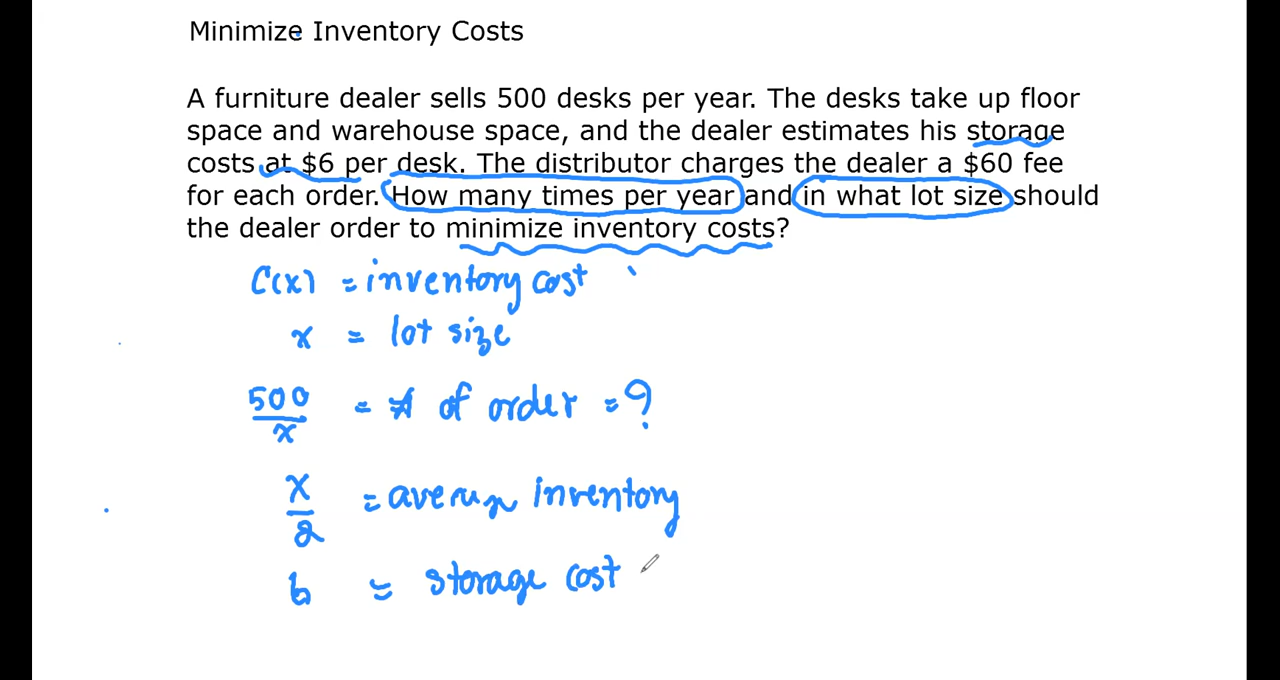 Minimize Inventory Costs
A furniture dealer sells 500 desks per year. The desks take up floor
space and warehouse space, and the dealer estimates his storage
costs at $6 per desk. The distributor charges the dealer a $60 fee
for each order. How many times per year and in what lot size should
the dealer order to minimize inventory costs?
C(x) = inventory cost
x = lot size
500/x = # of order = ?
x/2 = average inventory
6 = storage cost